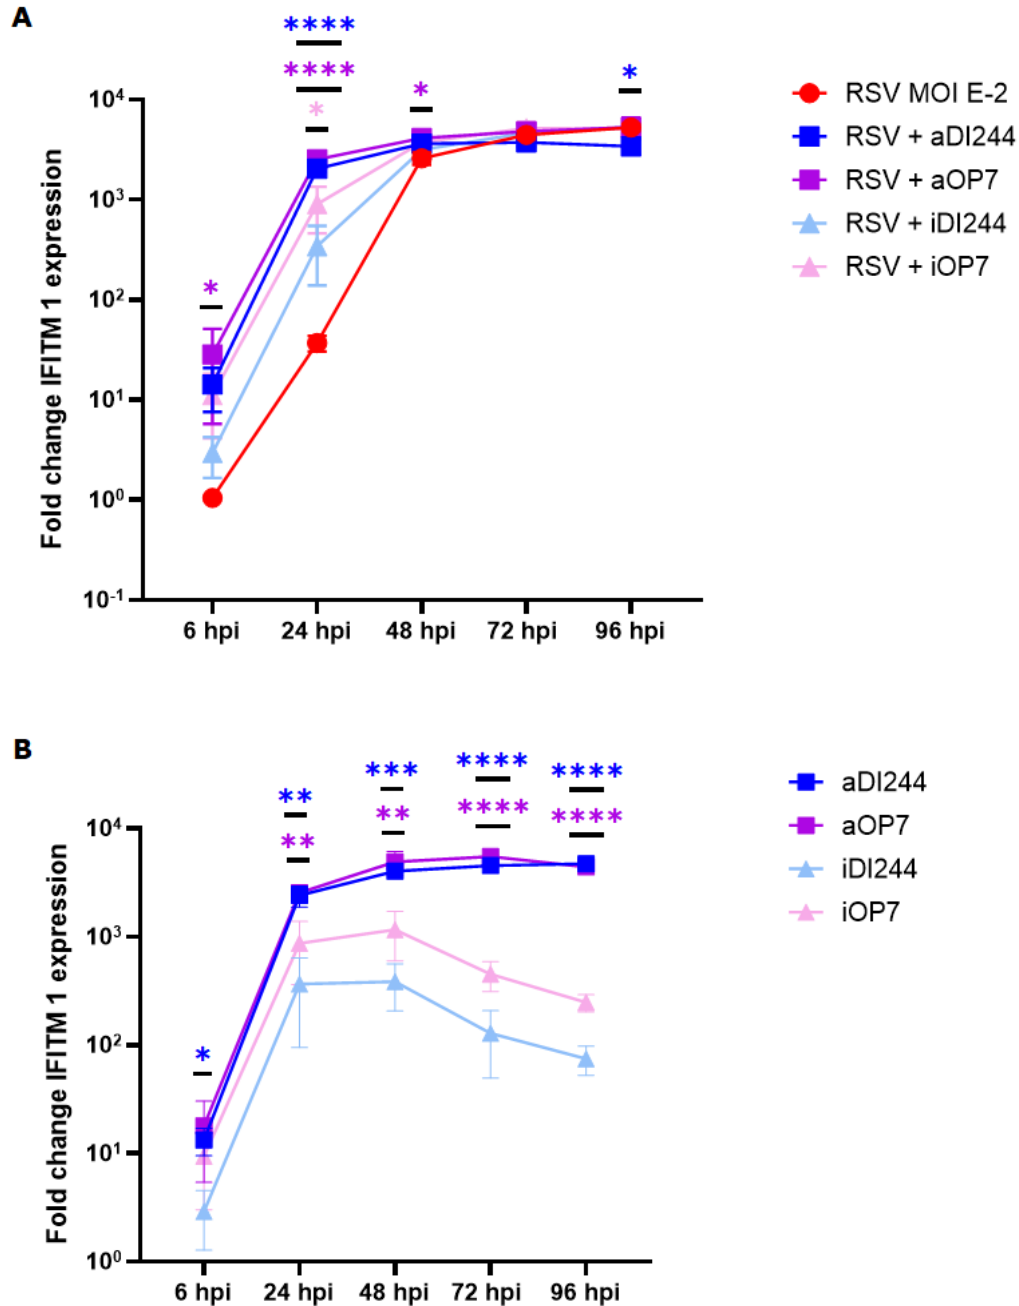 A
****
****
*
*
*
*
10⁴
10³
10²
10¹
10⁰
10⁻¹
Fold change IFITM 1 expression
6 hpi
24 hpi
48 hpi
72 hpi
96 hpi
RSV MOI E-2
RSV + aDI244
RSV + aOP7
RSV + iDI244
RSV + iOP7
B
**
**
***
**
****
****
****
****
*
10⁴
10³
10²
10¹
10⁰
Fold change IFITM 1 expression
6 hpi
24 hpi
48 hpi
72 hpi
96 hpi
aDI244
aOP7
iDI244
iOP7